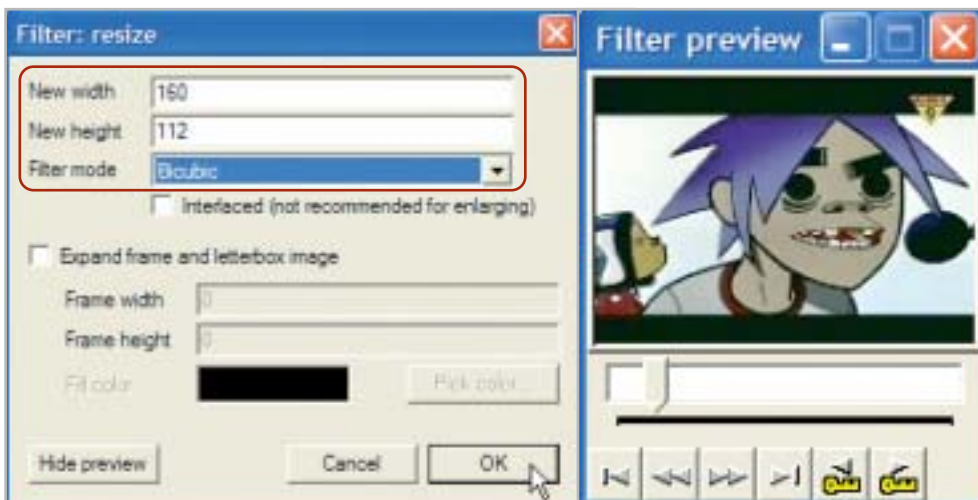 Filter: resize
New width 160
New height 112
Filter mode Bicubic
Interlaced (not recommended for enlarging)
Expand frame and letterbox image
Frame width 0
Frame height 0
Fill color Pick color...
Hide preview Cancel OK
Filter preview